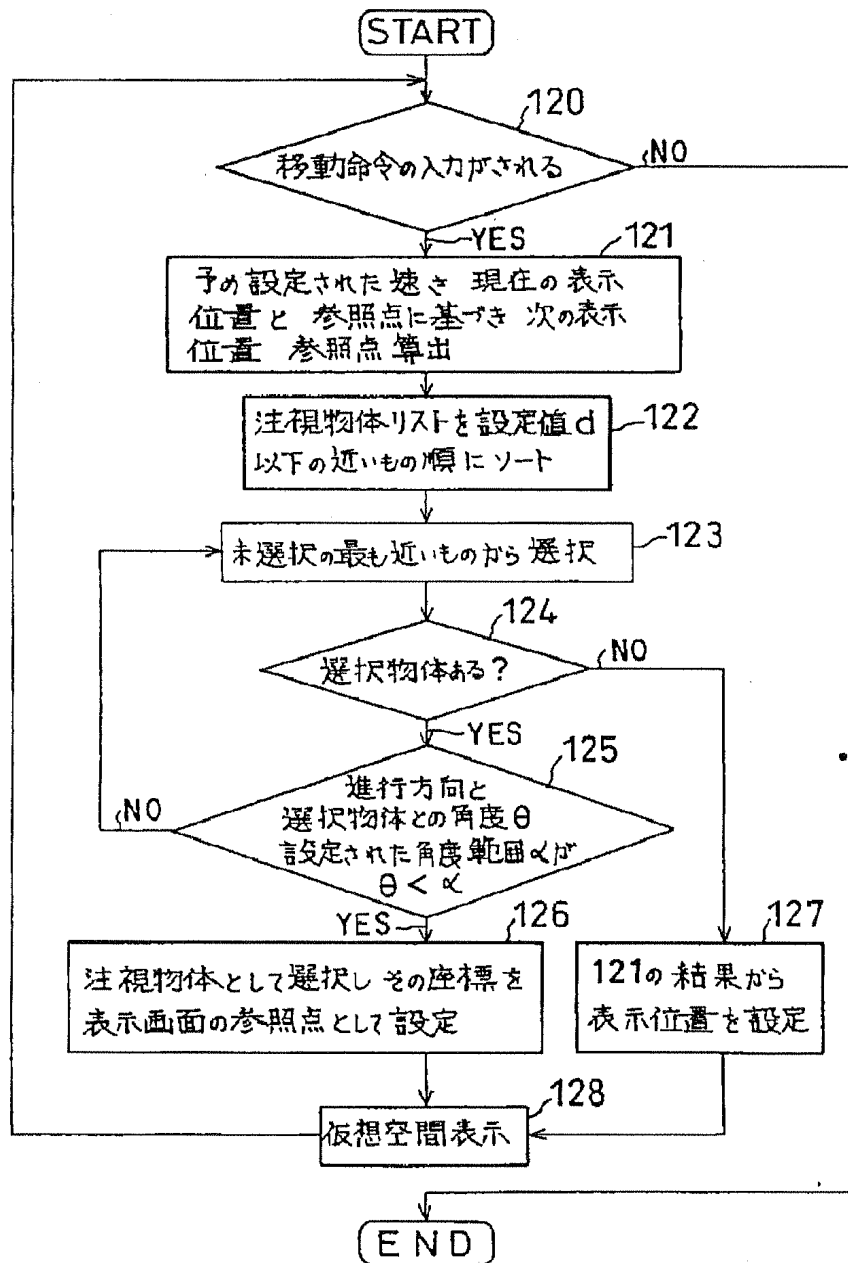 START
120
移動命令の入力がされる
NO
YES
121
予め設定された速さ 現在の表示
位置と 参照点に基づき 次の表示
位置 参照点算出
122
注視物体リストを設定値d
以下の近いもの順にソート
123
未選択の最も近いものから選択
124
選択物体ある?
NO
YES
125
進行方向と
選択物体との角度θ
設定された角度範囲αが
θ < α
NO
YES
126
注視物体として選択し その座標を
表示画面の参照点として設定
127
121の結果から
表示位置を設定
128
仮想空間表示
END